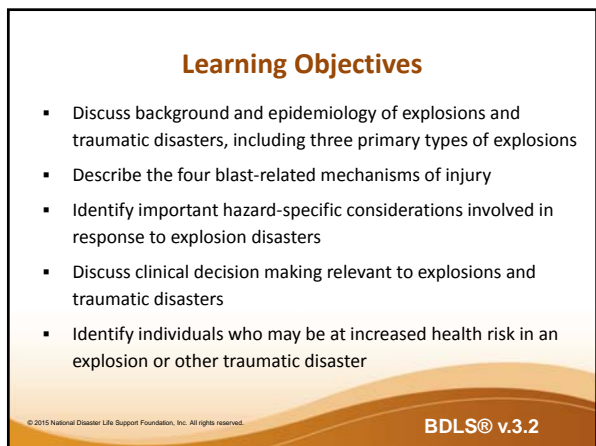 Learning Objectives
▪ Discuss background and epidemiology of explosions and
traumatic disasters, including three primary types of explosions
▪ Describe the four blast-related mechanisms of injury
▪ Identify important hazard-specific considerations involved in
response to explosion disasters
▪ Discuss clinical decision making relevant to explosions and
traumatic disasters
▪ Identify individuals who may be at increased health risk in an
explosion or other traumatic disaster
© 2015 National Disaster Life Support Foundation, Inc. All rights reserved.
BDLS® v.3.2